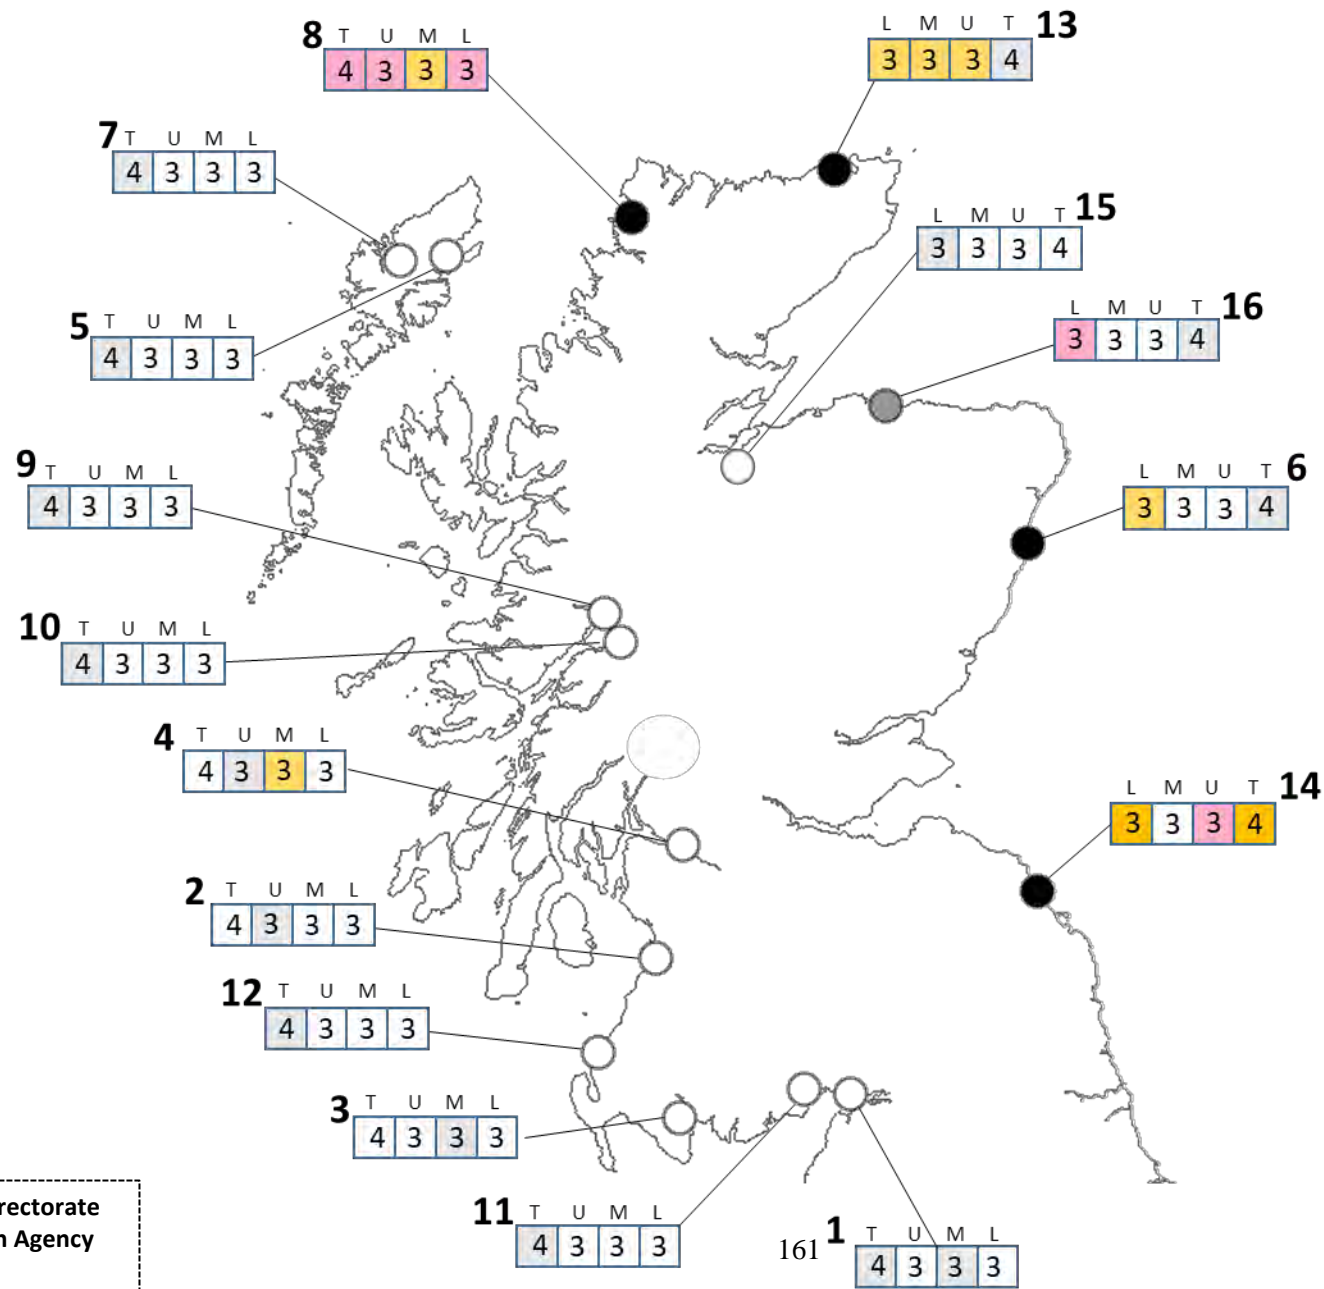 8 T U M L
4 3 3 3
L M U T 13
3 3 3 4
7 T U M L
4 3 3 3
L M U T 15
3 3 3 4
5 T U M L
4 3 3 3
L M U T 16
3 3 3 4
9 T U M L
4 3 3 3
L M U T 6
3 3 3 4
10 T U M L
4 3 3 3
4 T U M L
4 3 3 3
L M U T 14
3 3 3 4
2 T U M L
4 3 3 3
12 T U M L
4 3 3 3
3 T U M L
4 3 3 3
rectorate
n Agency
11 T U M L
4 3 3 3
161
1 T U M L
4 3 3 3